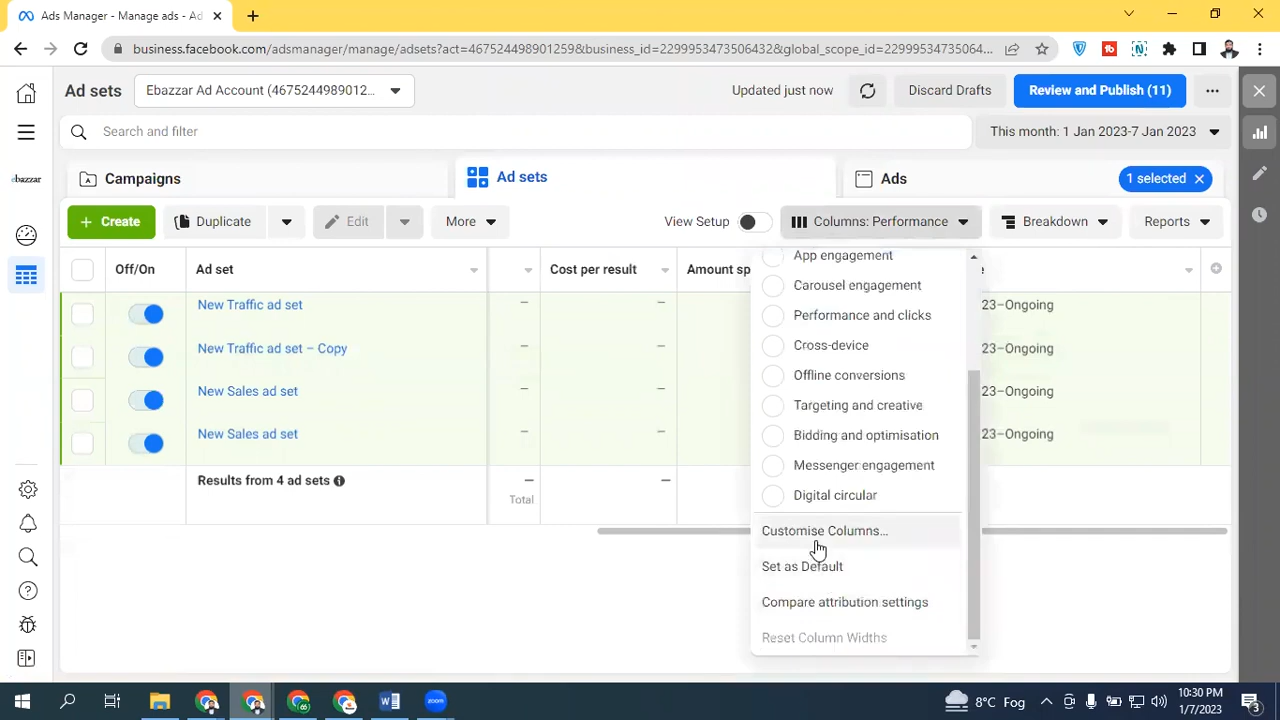 Ads Manager - Manage ads - Ad
business.facebook.com/adsmanager/manage/adsets?act=467524498901259&business_id=2299953473500432&global_scope_id=22999534735064...
Ad sets
Ebazzar Ad Account (4675244989012...
Updated just now
Discard Drafts
Review and Publish (11)
Search and filter
This month: 1 Jan 2023-7 Jan 2023
Campaigns
Ad sets
Ads
1 selected
ebazzar
+ Create
Duplicate
Edit
More
View Setup
Columns: Performance
Breakdown
Reports
Off/On
Ad set
Cost per result
Amount sp
App engagement
Carousel engagement
Performance and clicks
Cross-device
Offline conversions
Targeting and creative
Bidding and optimisation
Messenger engagement
Digital circular
Customise Columns...
Set as Default
Compare attribution settings
Reset Column Widths
New Traffic ad set
—
—
23–Ongoing
New Traffic ad set – Copy
—
—
23–Ongoing
New Sales ad set
—
—
23–Ongoing
New Sales ad set
—
—
23–Ongoing
Results from 4 ad sets
—
Total
—
8°C Fog
10:30 PM
1/7/2023
3